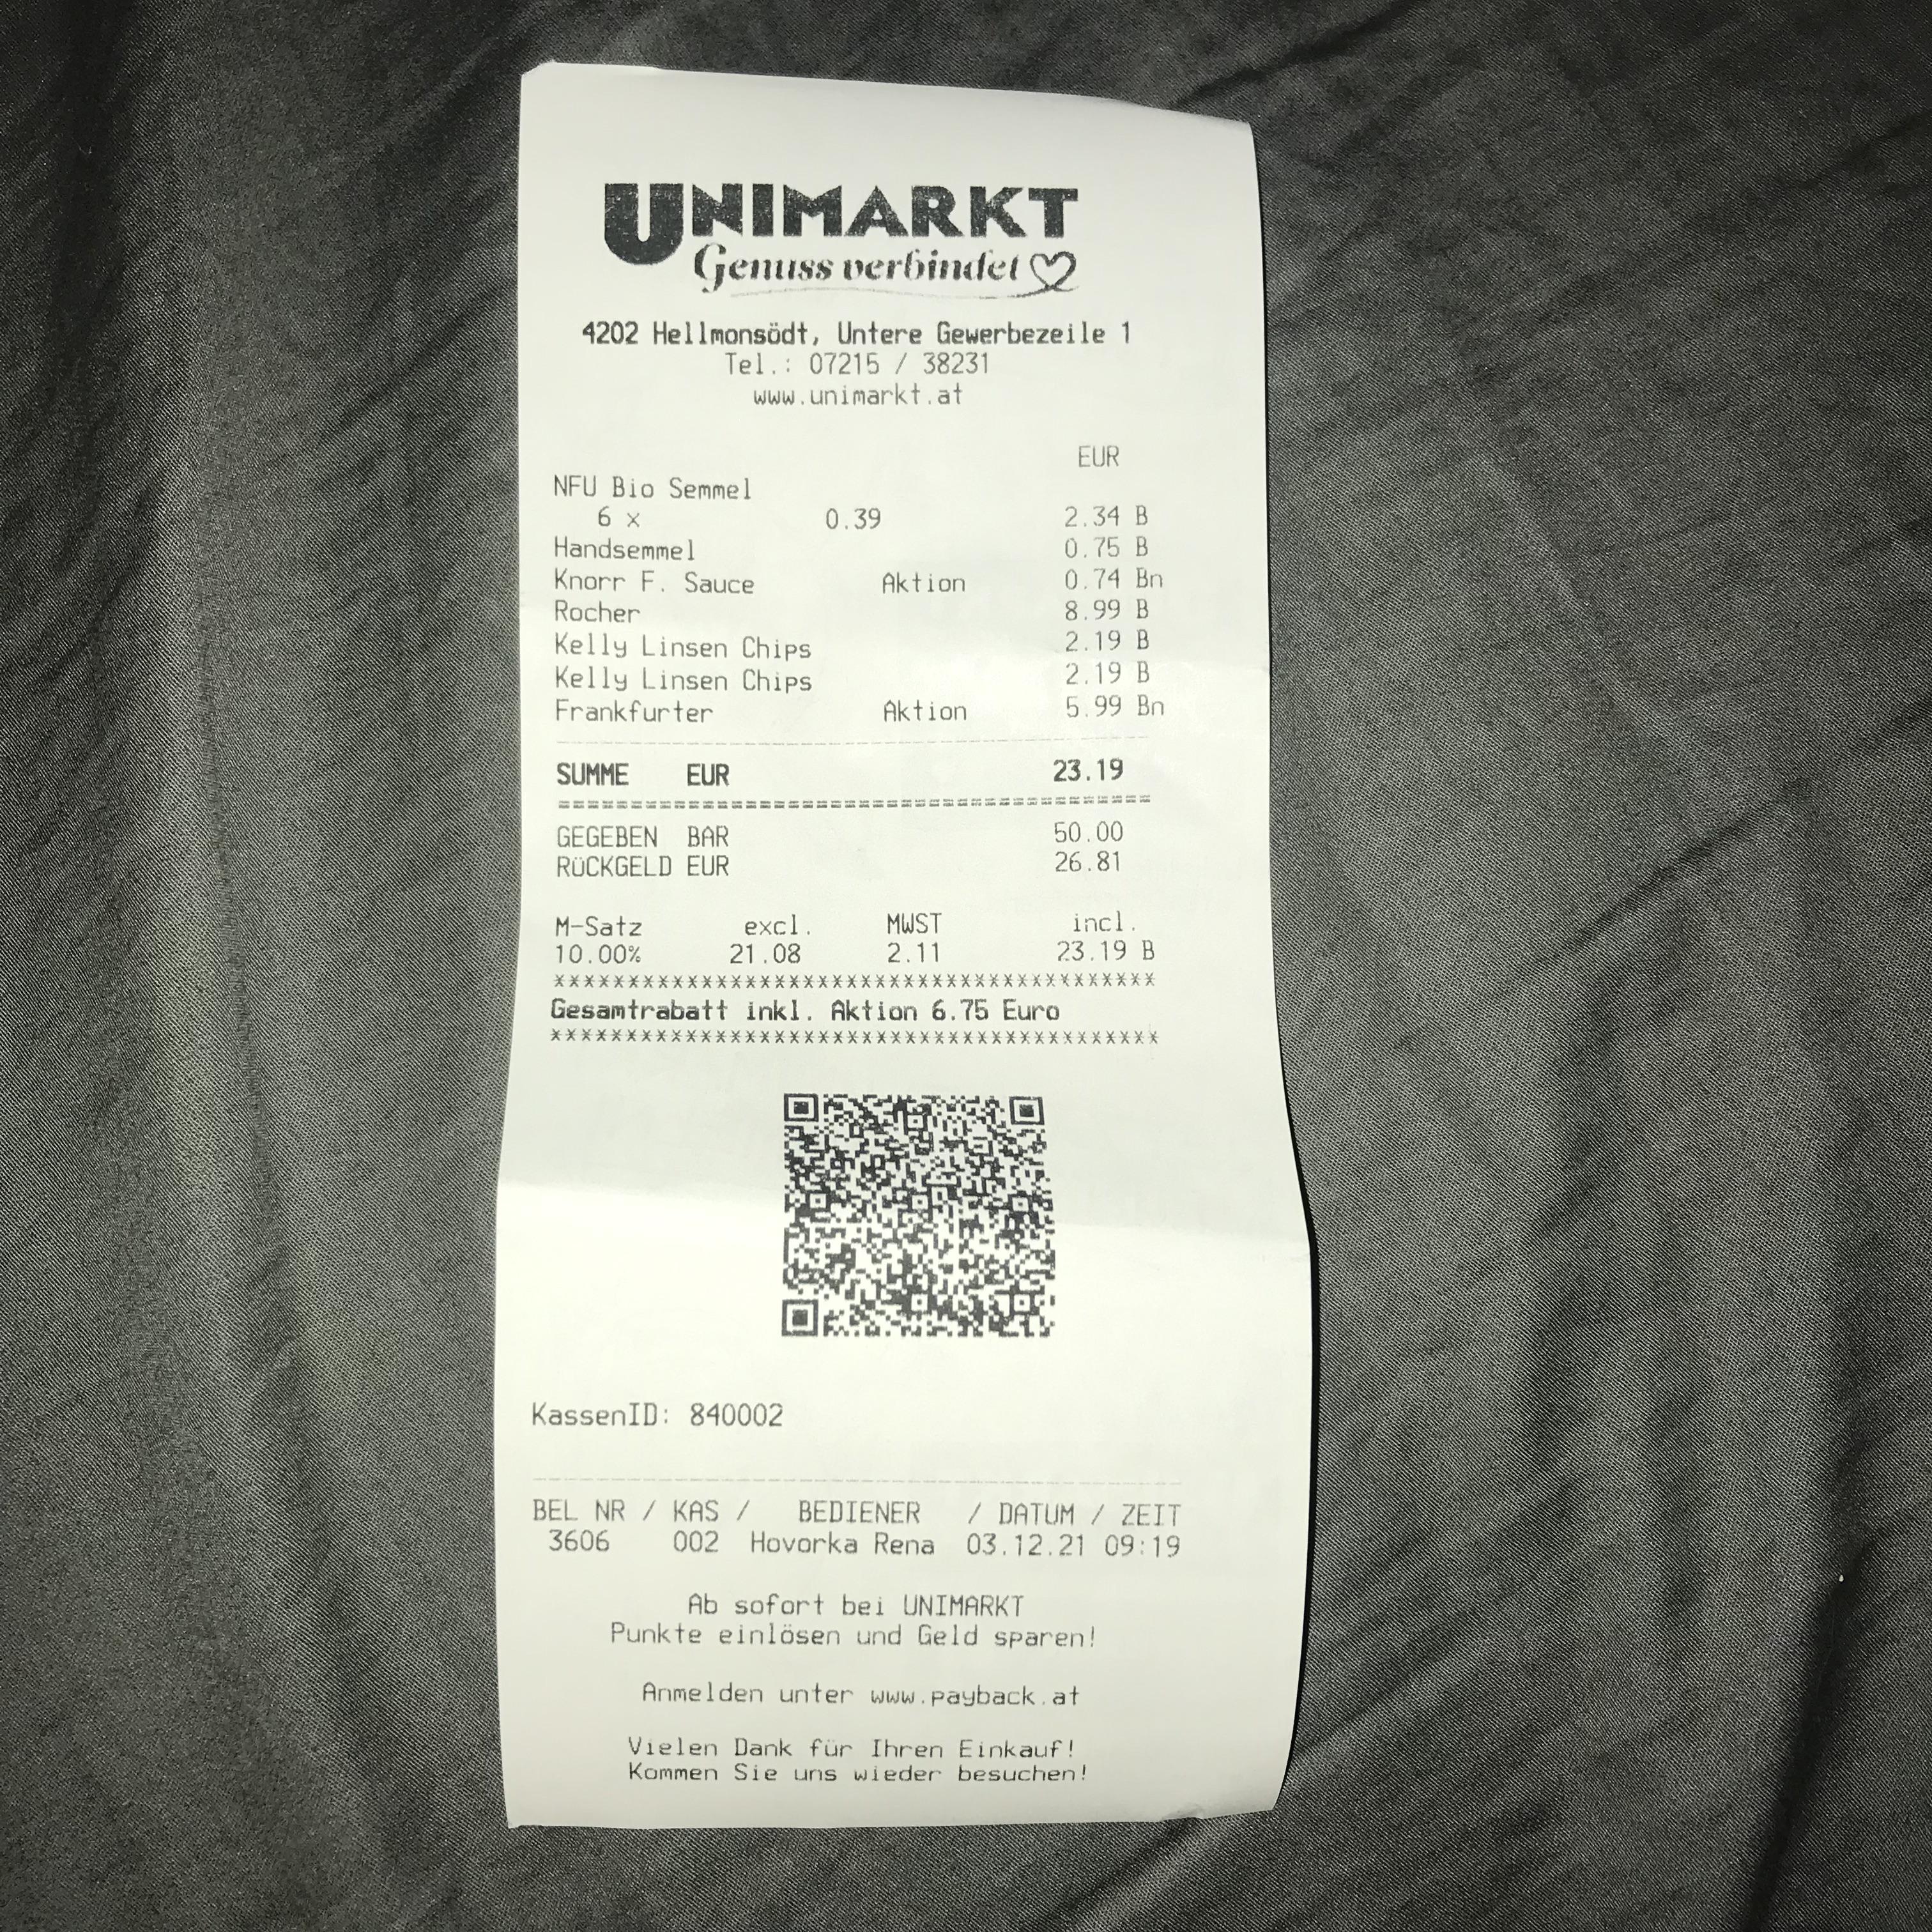 UNIMARKT
Genuss verbindet
4202 Hellmonsödt, Untere Gewerbezeile 1
Tel.: 07215 / 38231
www.unimarkt.at
EUR
NFU Bio Semmel
6 x 0.39 2.34 B
Handsemmel 0.75 B
Knorr F. Sauce Aktion 0.74 Bn
Rocher 8.99 B
Kelly Linsen Chips 2.19 B
Kelly Linsen Chips 2.19 B
Frankfurter Aktion 5.99 Bn
SUMME EUR 23.19
GEGEBEN BAR 50.00
RÜCKGELD EUR 26.81
M-Satz excl. MWST incl.
10.00% 21.08 2.11 23.19 B
*****************************************
Gesamtrabatt inkl. Aktion 6.75 Euro
*****************************************
KassenID: 840002
BEL NR / KAS / BEDIENER / DATUM / ZEIT
3606 002 Hovorka Rena 03.12.21 09:19
Ab sofort bei UNIMARKT
Punkte einlösen und Geld sparen!
Anmelden unter www.payback.at
Vielen Dank für Ihren Einkauf!
Kommen Sie uns wieder besuchen!